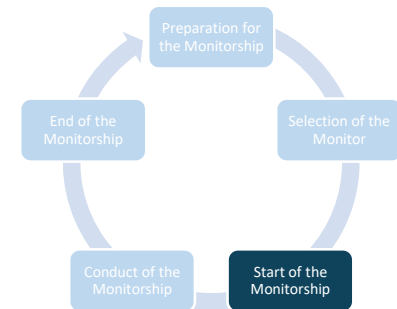 Preparation for
the Monitorship
Selection of the
Monitor
Start of the
Monitorship
Conduct of the
Monitorship
End of the
Monitorship